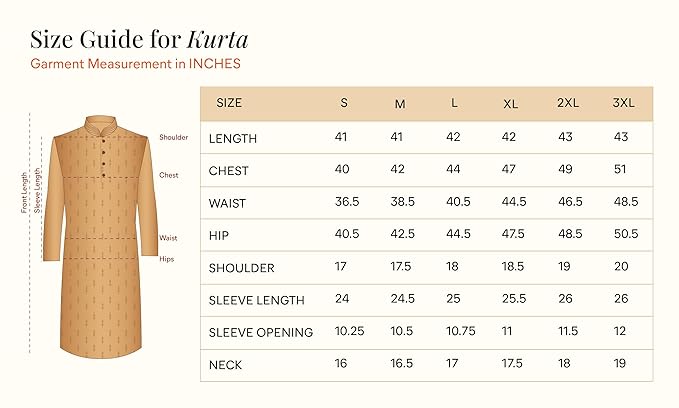 Size Guide for Kurta
Garment Measurement in INCHES
Front Length
Sleeve Length
Shoulder
Chest
Waist
Hips
SIZE S M L XL 2XL 3XL
LENGTH 41 41 42 42 43 43
CHEST 40 42 44 47 49 51
WAIST 36.5 38.5 40.5 44.5 46.5 48.5
HIP 40.5 42.5 44.5 47.5 48.5 50.5
SHOULDER 17 17.5 18 18.5 19 20
SLEEVE LENGTH 24 24.5 25 25.5 26 26
SLEEVE OPENING 10.25 10.5 10.75 11 11.5 12
NECK 16 16.5 17 17.5 18 19